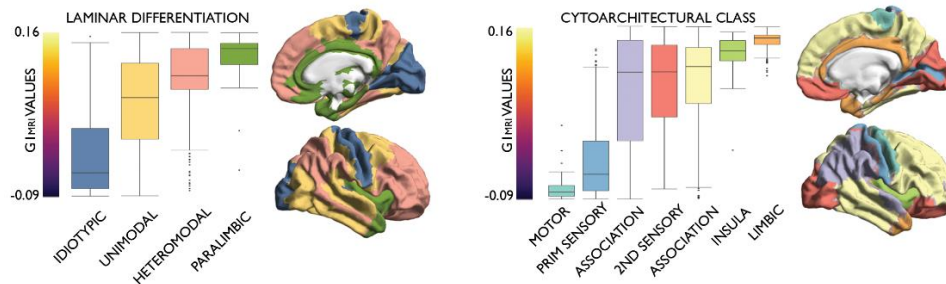 LAMINAR DIFFERENTIATION
0.16
G1MRI VALUES
-0.09
IDIOTYPIC
UNIMODAL
HETEROMODAL
PARALIMBIC
CYTOARCHITECTURAL CLASS
0.16
G1MRI VALUES
-0.09
MOTOR
PRIM SENSORY
ASSOCIATION
2ND SENSORY
ASSOCIATION
INSULA
LIMBIC